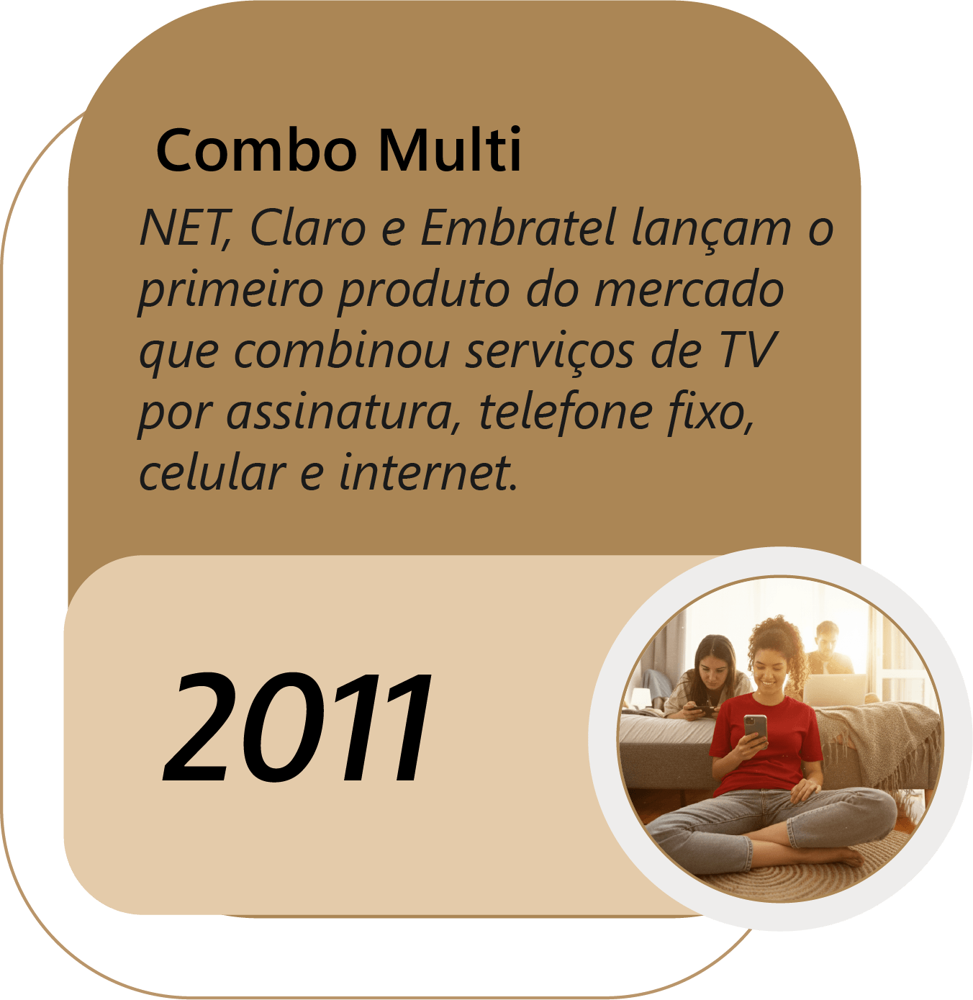 Combo Multi
NET, Claro e Embratel lançam o
primeiro produto do mercado
que combinou serviços de TV
por assinatura, telefone fixo,
celular e internet.
2011